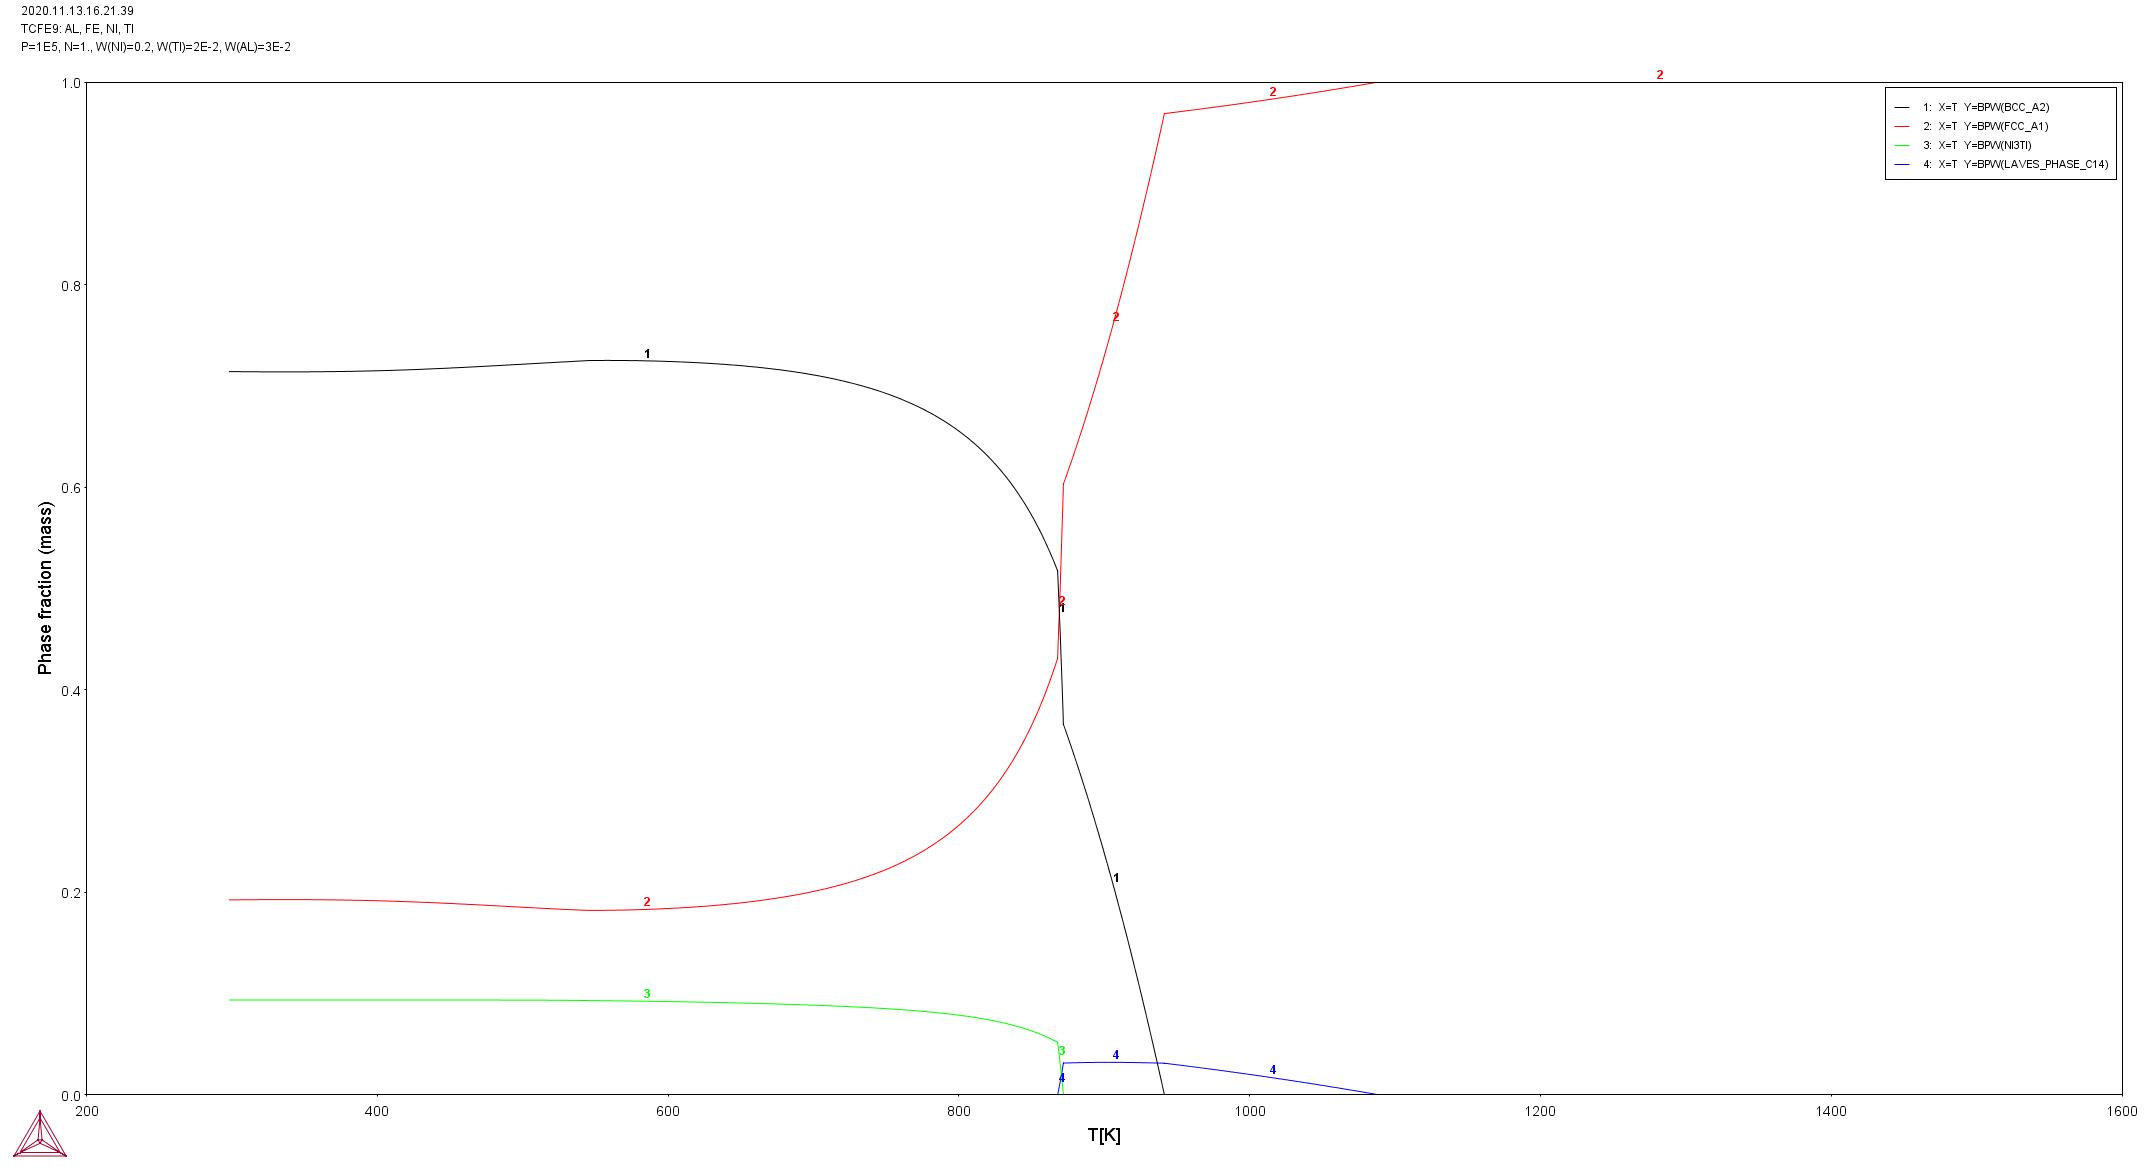 2020.11.13.16.21.39
TCFE9: AL, FE, NI, TI
P=1E5, N=1., W(NI)=0.2, W(TI)=2E-2, W(AL)=3E-2
2
1.0
2
1: X=T Y=BPW(BCC_A2)
2: X=T Y=BPW(FCC_A1)
3: X=T Y=BPW(NI3TI)
4: X=T Y=BPW(LAVES_PHASE_C14)
0.8
2
1
0.6
Phase fraction (mass)
2
1
0.4
1
0.2
2
3
3
4
4
4
0.0
200 400 600 800 1000 1200 1400 1600
T[K]